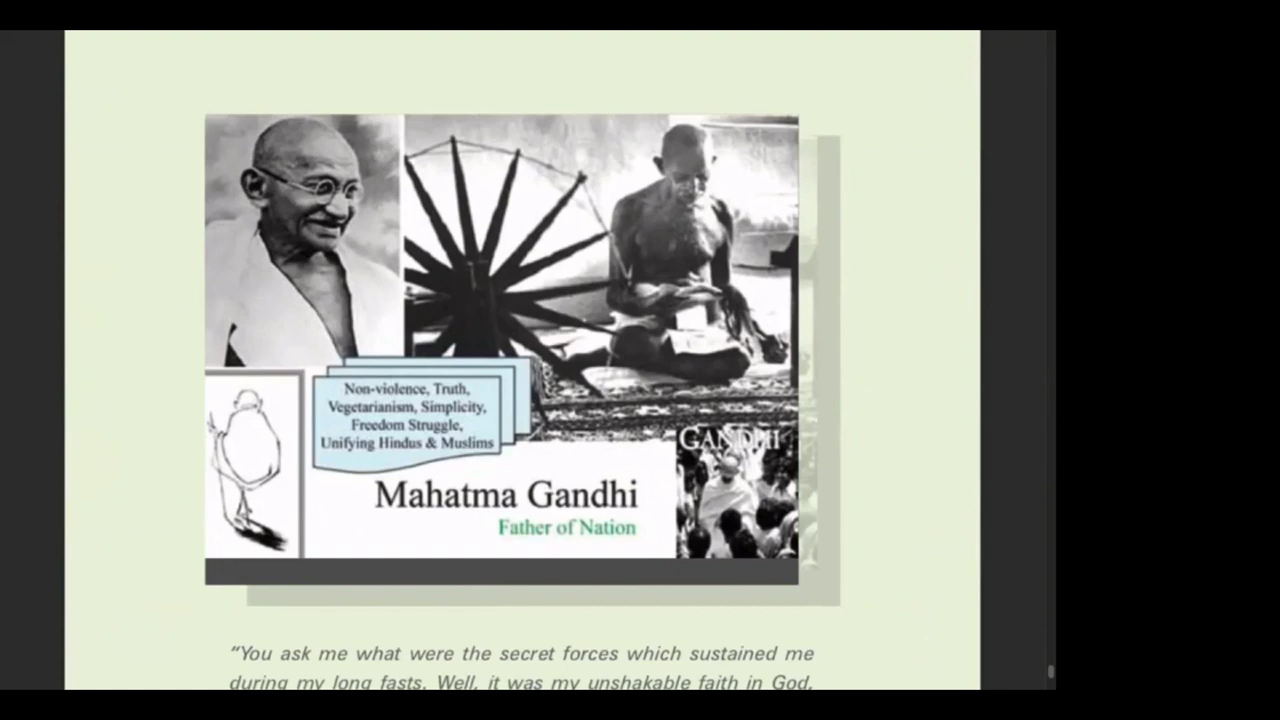 Non-violence, Truth,
Vegetarianism, Simplicity,
Freedom Struggle,
Unifying Hindus & Muslims
GANDHI
Mahatma Gandhi
Father of Nation
“You ask me what were the secret forces which sustained me
during my long fasts. Well, it was my unshakable faith in God,